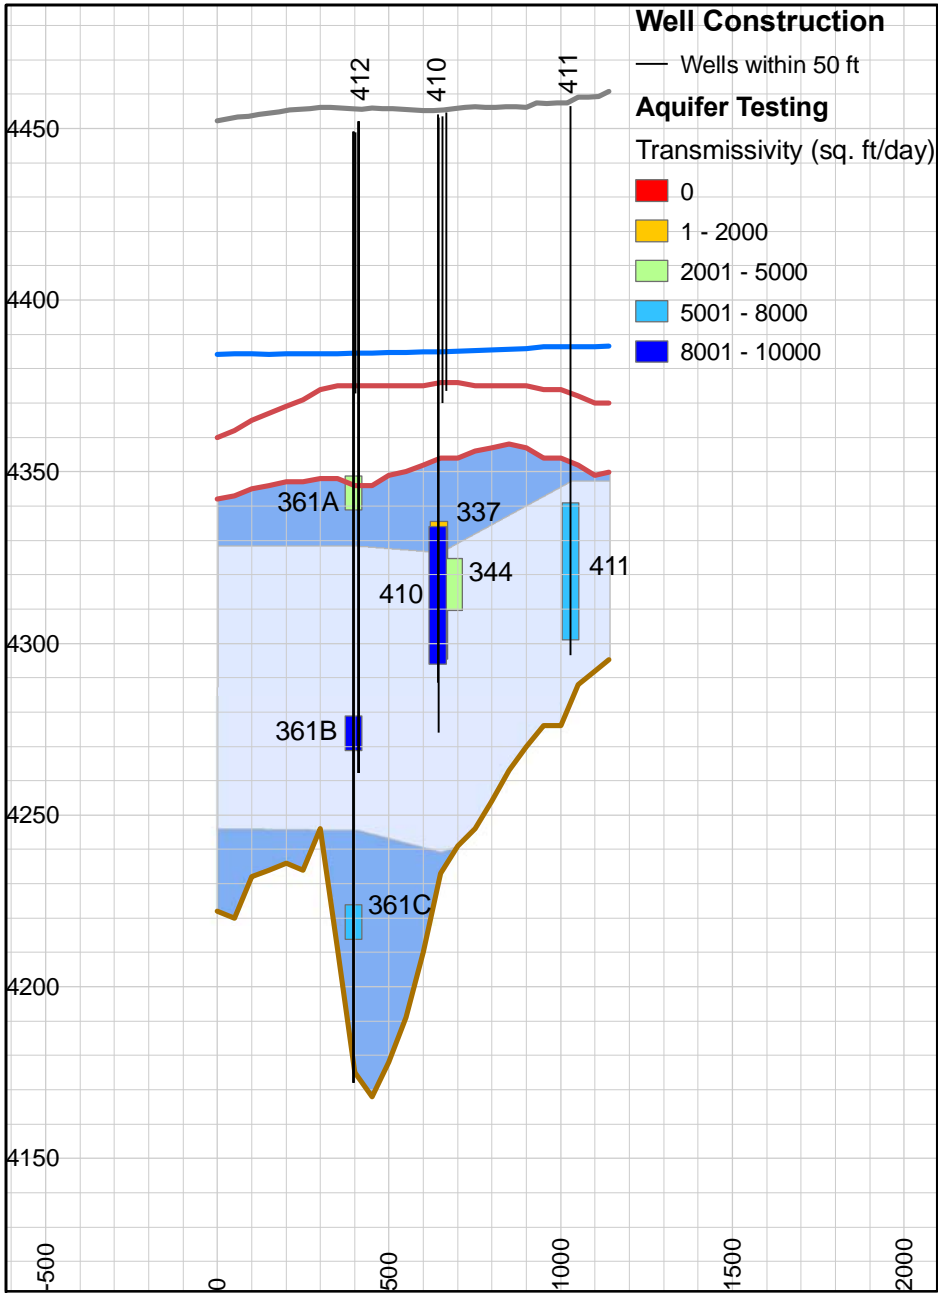 Well Construction
Wells within 50 ft
Aquifer Testing
Transmissivity (sq. ft/day)
0
1 - 2000
2001 - 5000
5001 - 8000
8001 - 10000
412
410
411
4450
4400
4350
4300
4250
4200
4150
361A
337
344
410
411
361B
361C
-500
0
500
1000
1500
2000